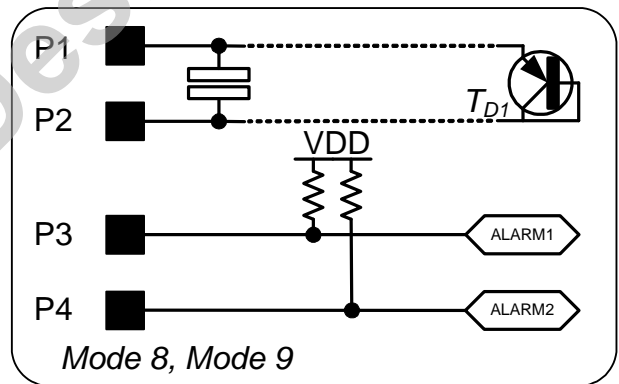 P1
P2
T_D1
VDD
P3
ALARM1
P4
ALARM2
Mode 8, Mode 9